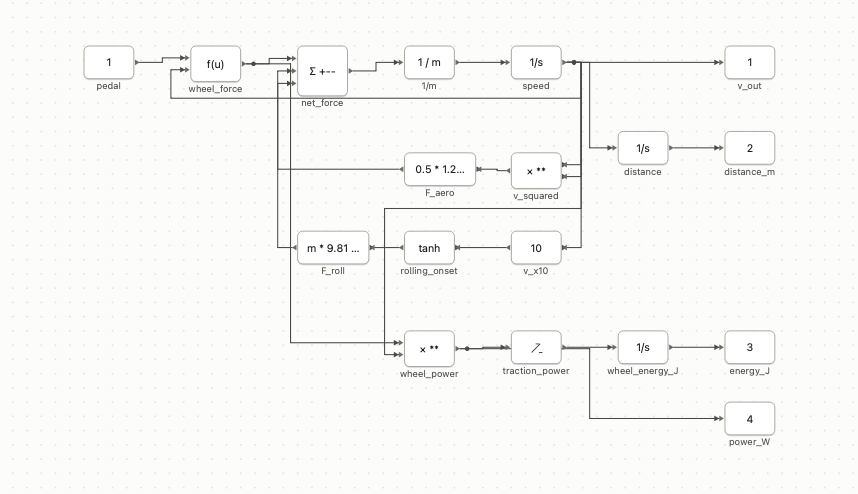 1
f(u)
Σ +--
1 / m
1/s
1
pedal
wheel_force
net_force
1/m
speed
v_out
1/s
2
distance
distance_m
0.5 * 1.2...
× **
F_aero
v_squared
m * 9.81 ...
tanh
10
F_roll
rolling_onset
v_x10
× **
1/s
3
wheel_power
traction_power
wheel_energy_J
energy_J
4
power_W